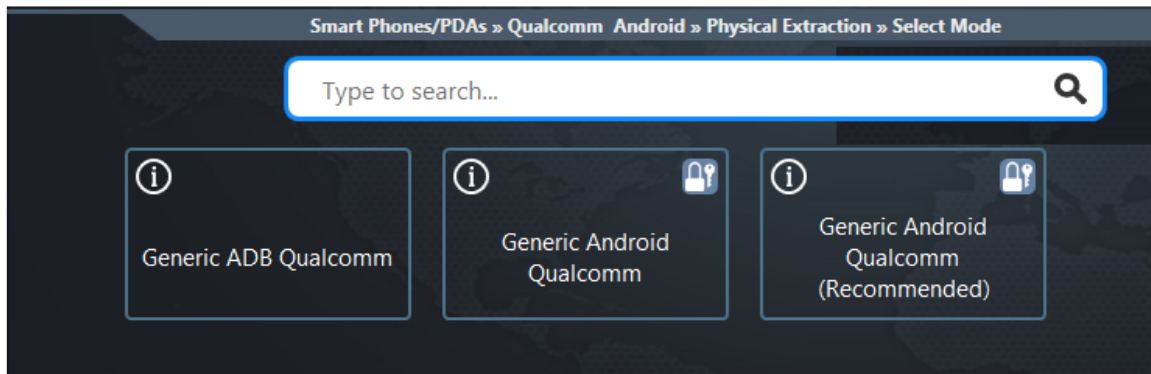 Smart Phones/PDAs » Qualcomm  Android » Physical Extraction » Select Mode
Type to search...
Generic ADB Qualcomm
Generic Android
Qualcomm
Generic Android
Qualcomm
(Recommended)